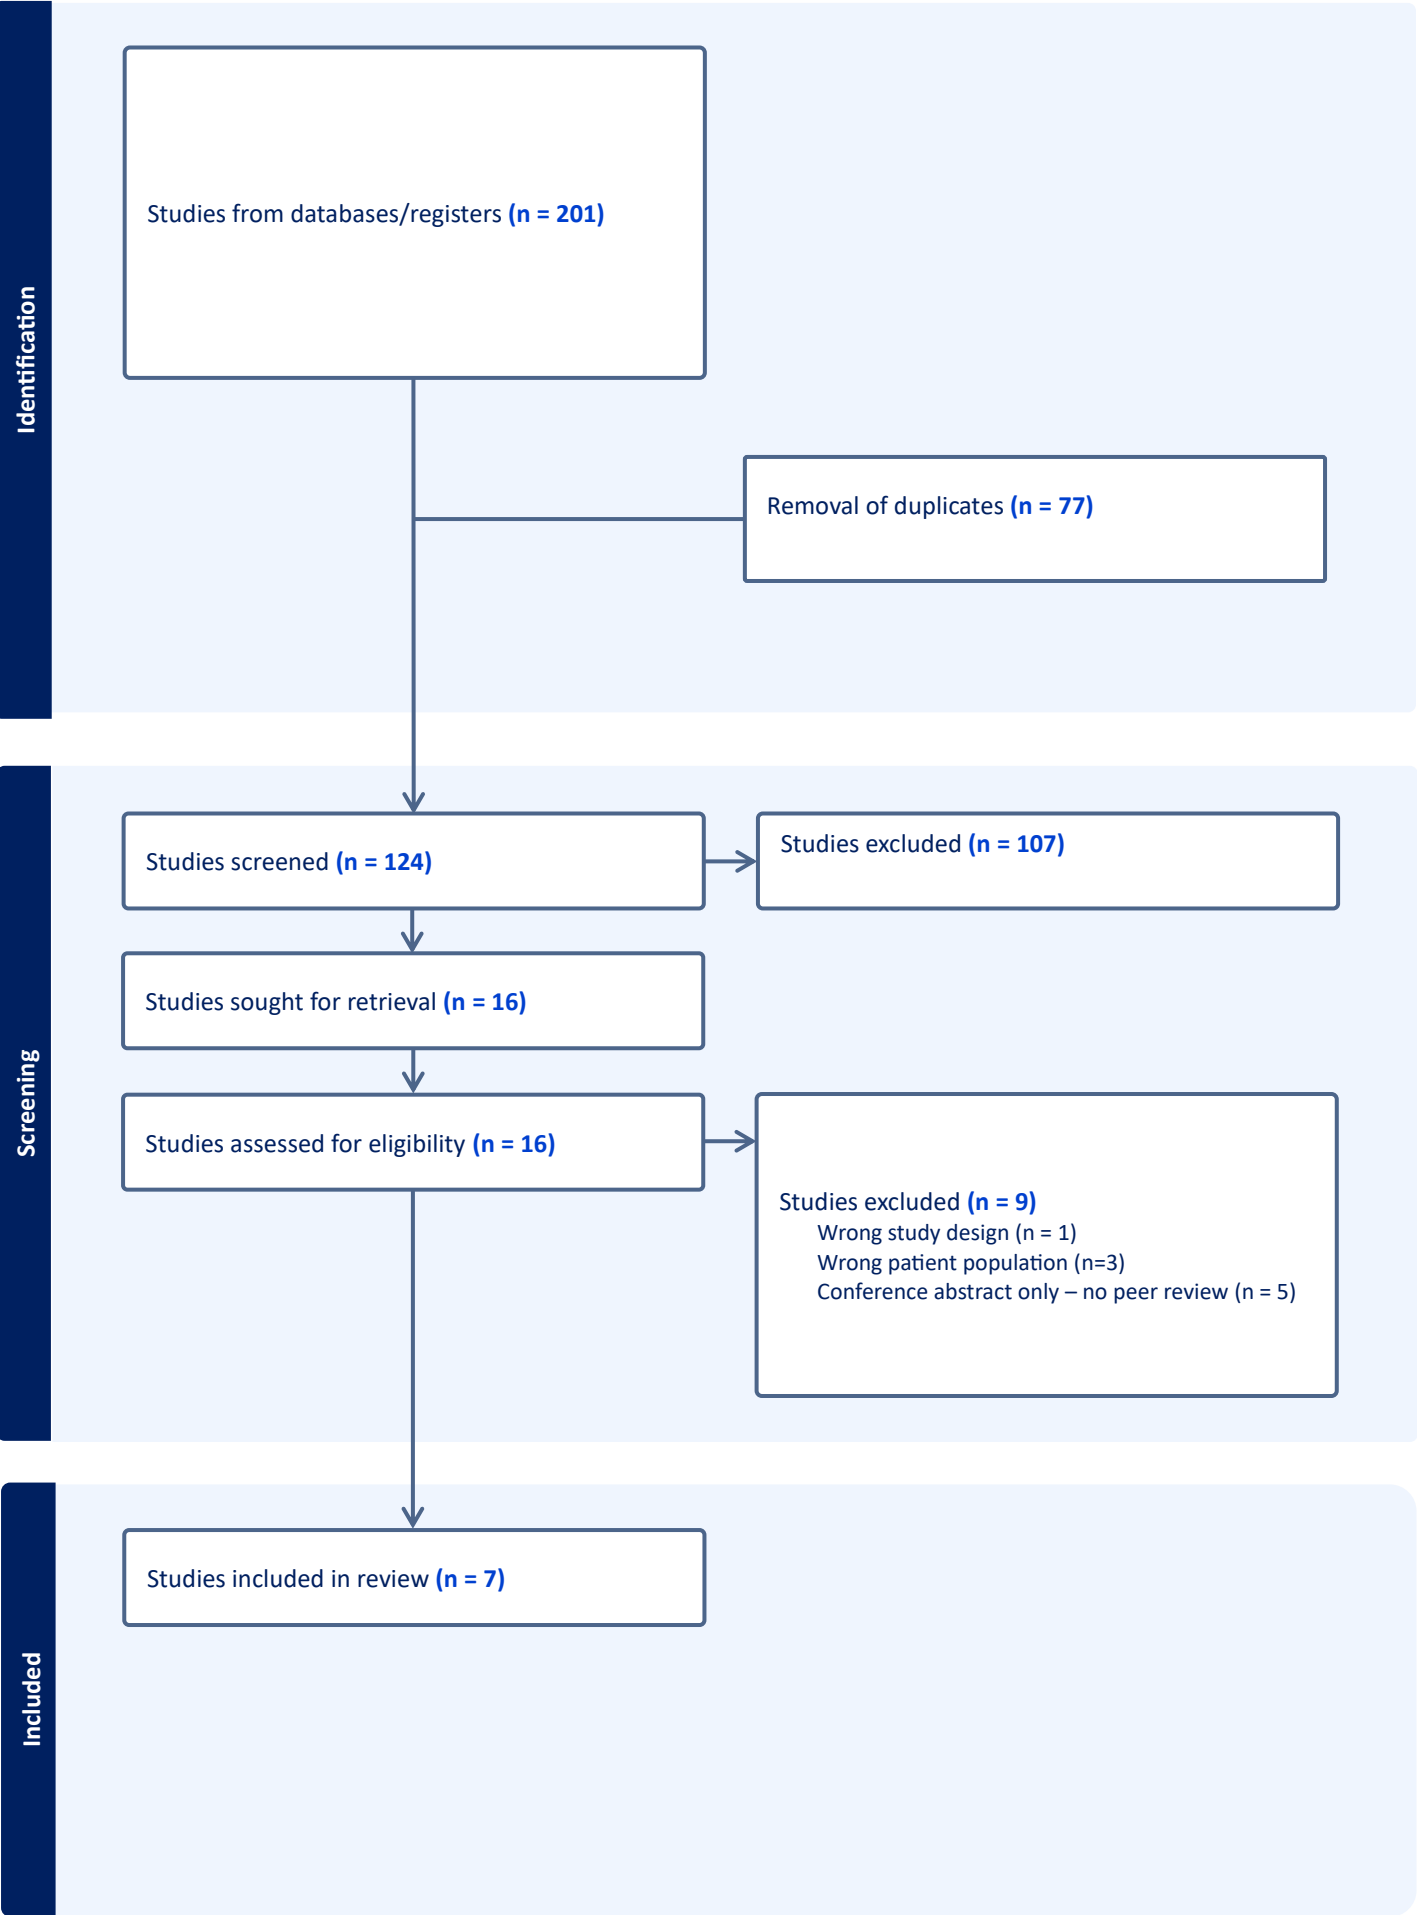 Identification
Studies from databases/registers (n = 201)
Removal of duplicates (n = 77)
Screening
Studies screened (n = 124)
Studies excluded (n = 107)
Studies sought for retrieval (n = 16)
Studies assessed for eligibility (n = 16)
Studies excluded (n = 9)
Wrong study design (n = 1)
Wrong patient population (n=3)
Conference abstract only – no peer review (n = 5)
Included
Studies included in review (n = 7)